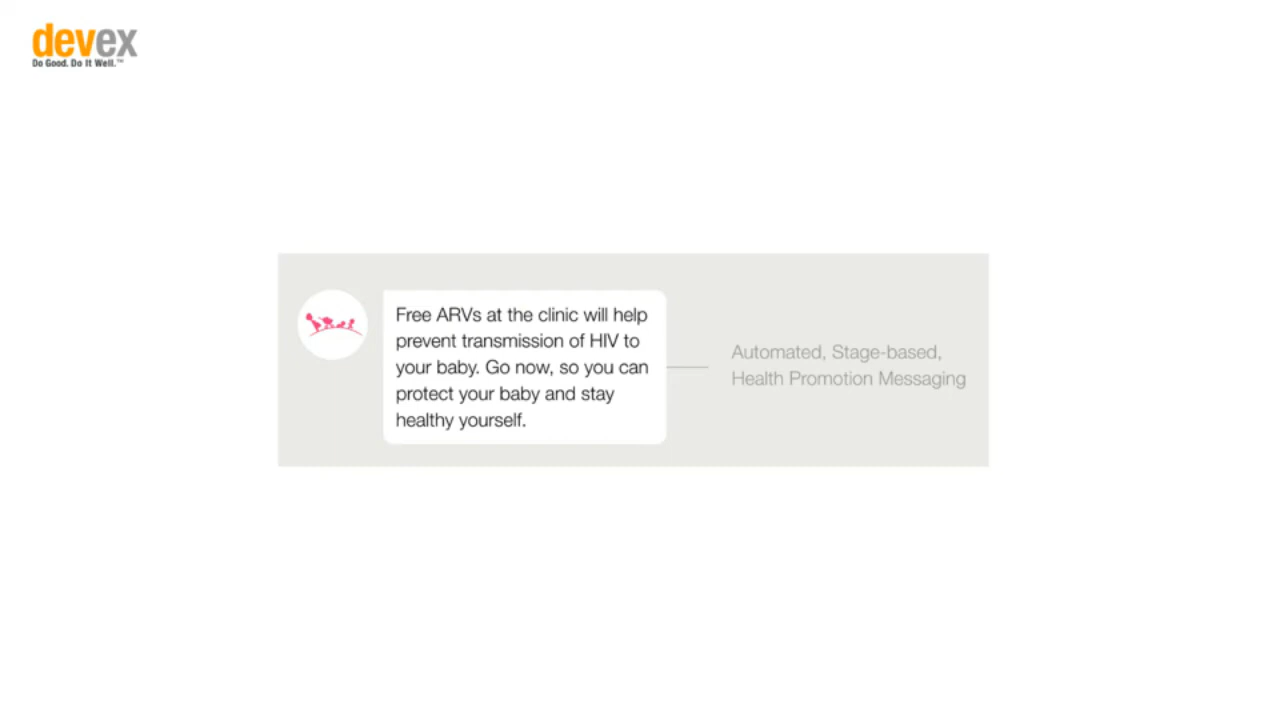 devex
Do Good. Do It Well.™
Free ARVs at the clinic will help
prevent transmission of HIV to
your baby. Go now, so you can
protect your baby and stay
healthy yourself.
Automated, Stage-based,
Health Promotion Messaging